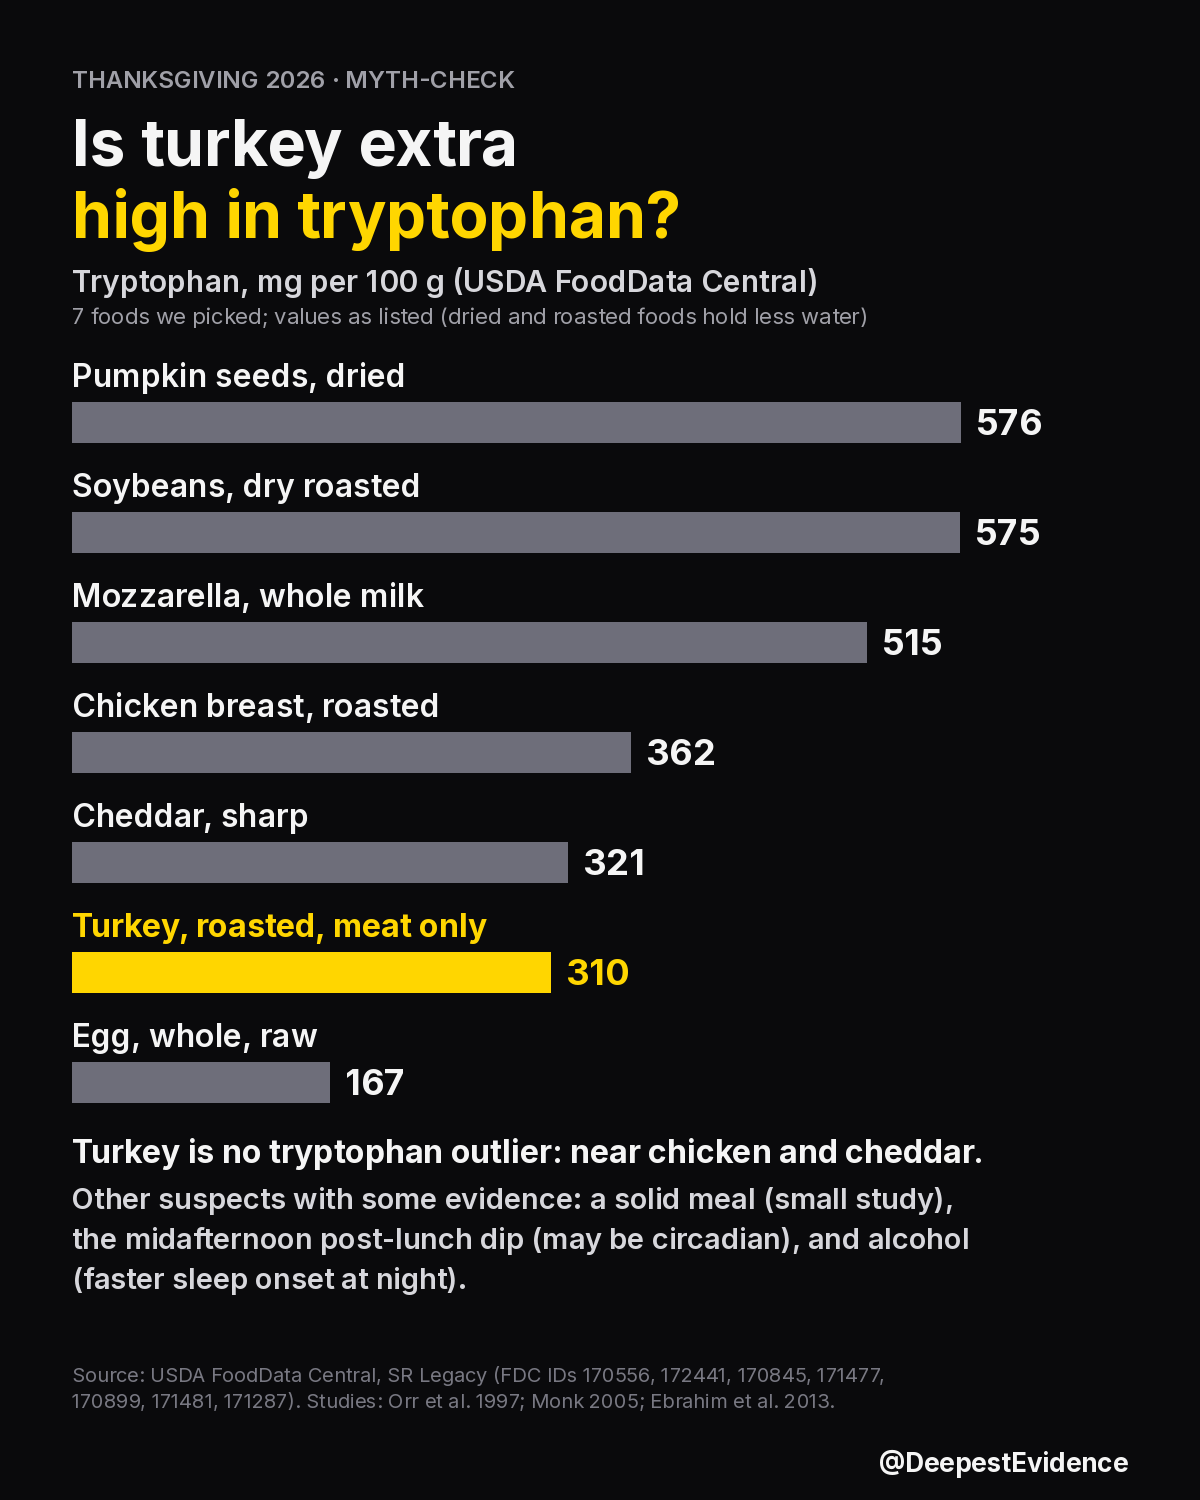 THANKSGIVING 2026 · MYTH-CHECK
Is turkey extra
high in tryptophan?
Tryptophan, mg per 100 g (USDA FoodData Central)
7 foods we picked; values as listed (dried and roasted foods hold less water)
Pumpkin seeds, dried
576
Soybeans, dry roasted
575
Mozzarella, whole milk
515
Chicken breast, roasted
362
Cheddar, sharp
321
Turkey, roasted, meat only
310
Egg, whole, raw
167
Turkey is no tryptophan outlier: near chicken and cheddar.
Other suspects with some evidence: a solid meal (small study),
the midafternoon post-lunch dip (may be circadian), and alcohol
(faster sleep onset at night).
Source: USDA FoodData Central, SR Legacy (FDC IDs 170556, 172441, 170845, 171477,
170899, 171481, 171287). Studies: Orr et al. 1997; Monk 2005; Ebrahim et al. 2013.
@DeepestEvidence